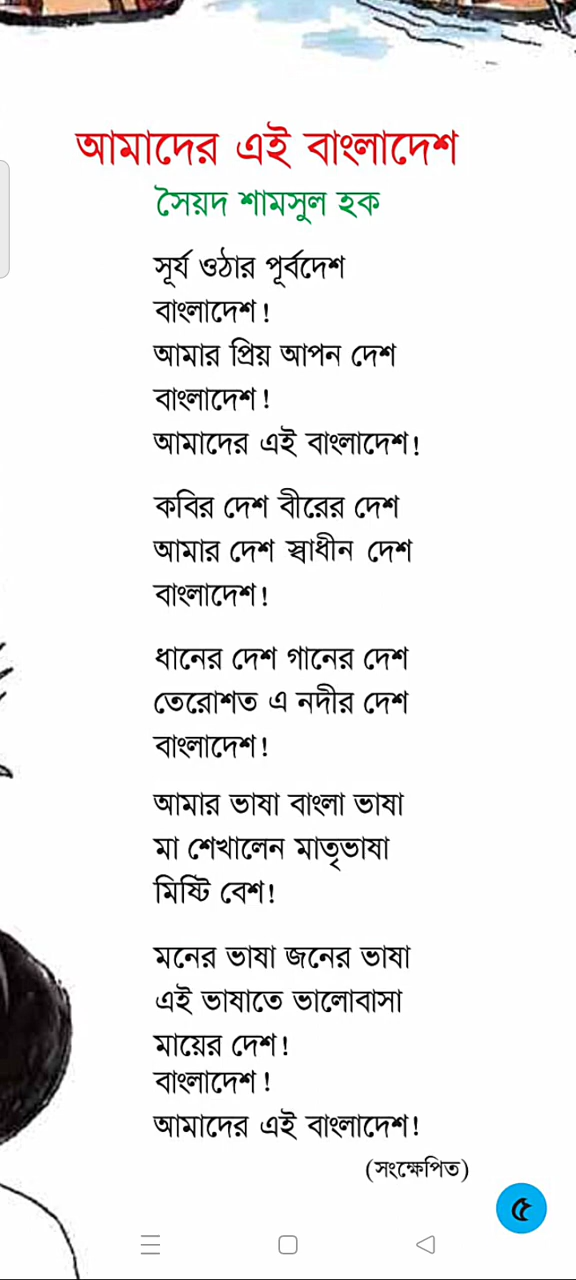 আমাদের এই বাংলাদেশ
সৈয়দ শামসুল হক
সূর্য ওঠার পূর্বদেশ
বাংলাদেশ!
আমার প্রিয় আপন দেশ
বাংলাদেশ!
আমাদের এই বাংলাদেশ!
কবির দেশ বীরের দেশ
আমার দেশ স্বাধীন দেশ
বাংলাদেশ!
ধানের দেশ গানের দেশ
তেরোশত এ নদীর দেশ
বাংলাদেশ!
আমার ভাষা বাংলা ভাষা
মা শেখালেন মাতৃভাষা
মিষ্টি বেশ!
মনের ভাষা জনের ভাষা
এই ভাষাতে ভালোবাসা
মায়ের দেশ!
বাংলাদেশ!
আমাদের এই বাংলাদেশ!
(সংক্ষেপিত)
৫